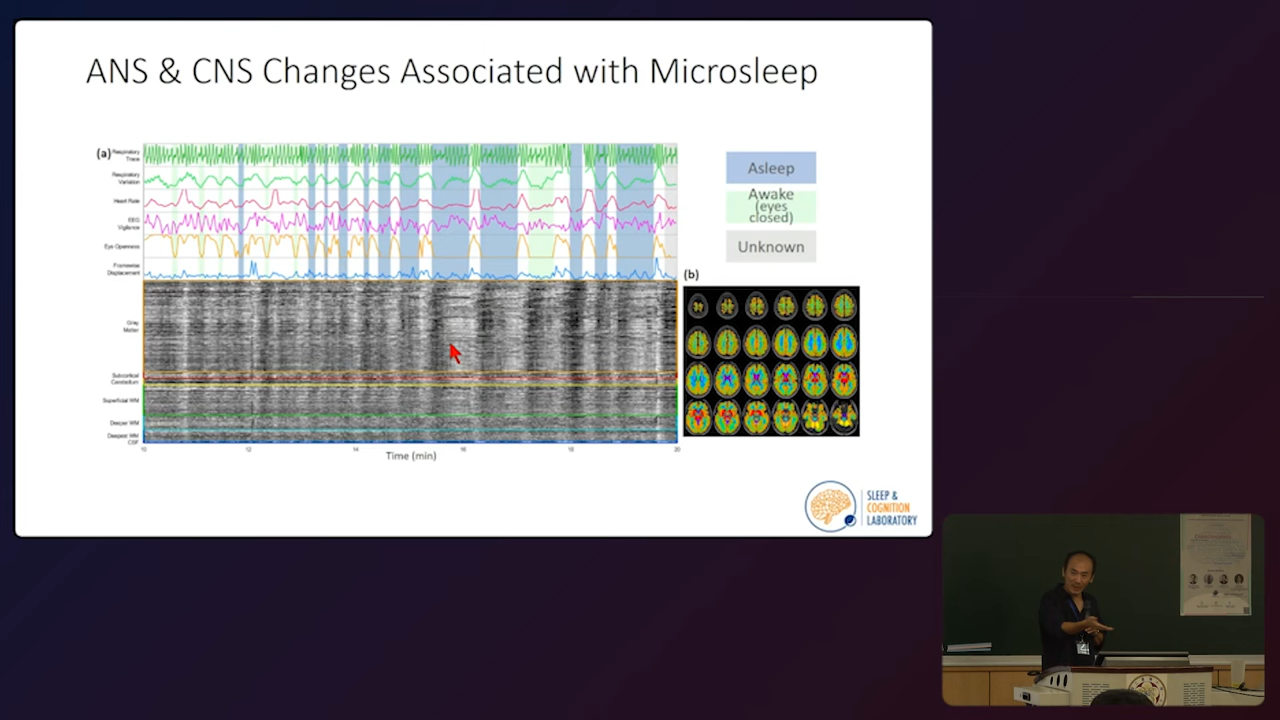 ANS & CNS Changes Associated with Microsleep
(a)
Respiratory
Trace
Respiratory
Variation
Heart Rate
EEG
Vigilance
Eye Openness
Framewise
Displacement
Grey
Matter
Subcortical
Cerebellum
Superficial WM
Deeper WM
Deepest WM
CSF
10
12
14
16
18
20
Time (min)
Asleep
Awake
(eyes
closed)
Unknown
(b)
SLEEP &
COGNITION
LABORATORY